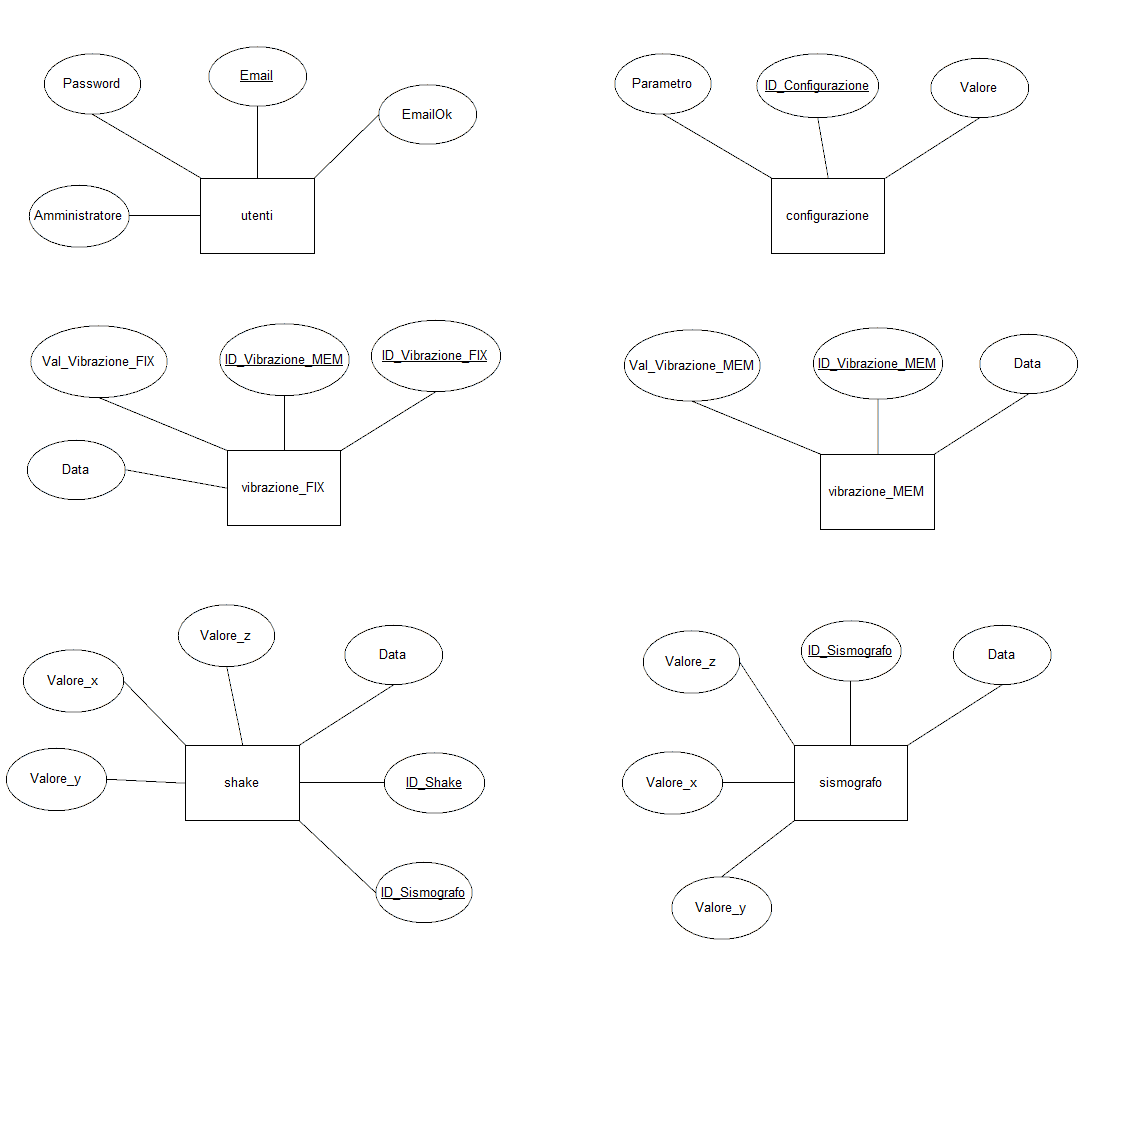 Password
Email
EmailOk
Amministratore
utenti
Parametro
ID_Configurazione
Valore
configurazione
Val_Vibrazione_FIX
ID_Vibrazione_MEM
ID_Vibrazione_FIX
Data
vibrazione_FIX
Val_Vibrazione_MEM
ID_Vibrazione_MEM
Data
vibrazione_MEM
Valore_z
Data
Valore_x
Valore_y
shake
ID_Shake
ID_Sismografo
Valore_z
ID_Sismografo
Data
Valore_x
sismografo
Valore_y